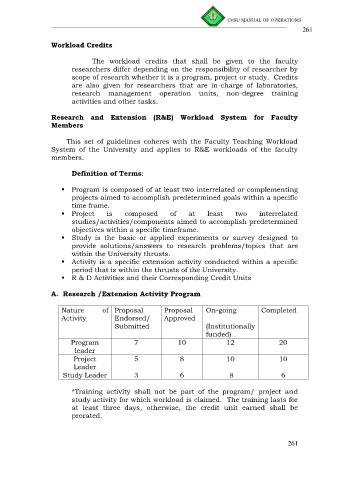 CvSU MANUAL OF OPERATIONS
261
Workload Credits
The workload credits that shall be given to the faculty
researchers differ depending on the responsibility of researcher by
scope of research whether it is a program, project or study. Credits
are also given for researchers that are in-charge of laboratories,
research management operation units, non-degree training
activities and other tasks.
Research and Extension (R&E) Workload System for Faculty
Members
This set of guidelines coheres with the Faculty Teaching Workload
System of the University and applies to R&E workloads of the faculty
members.
Definition of Terms:
▪ Program is composed of at least two interrelated or complementing
projects aimed to accomplish predetermined goals within a specific
time frame.
▪ Project is composed of at least two interrelated
studies/activities/components aimed to accomplish predetermined
objectives within a specific timeframe.
▪ Study is the basic or applied experiments or survey designed to
provide solutions/answers to research problems/topics that are
within the University thrusts.
▪ Activity is a specific extension activity conducted within a specific
period that is within the thrusts of the University.
▪ R & D Activities and their Corresponding Credit Units
A. Research /Extension Activity Program
Nature of Proposal Proposal On-going Completed
Activity Endorsed/ Approved
Submitted (Institutionally
funded)
Program 7 10 12 20
leader
Project 5 8 10 10
Leader
Study Leader 3 6 8 6
*Training activity shall not be part of the program/ project and
study activity for which workload is claimed. The training lasts for
at least three days, otherwise, the credit unit earned shall be
prorated.
261